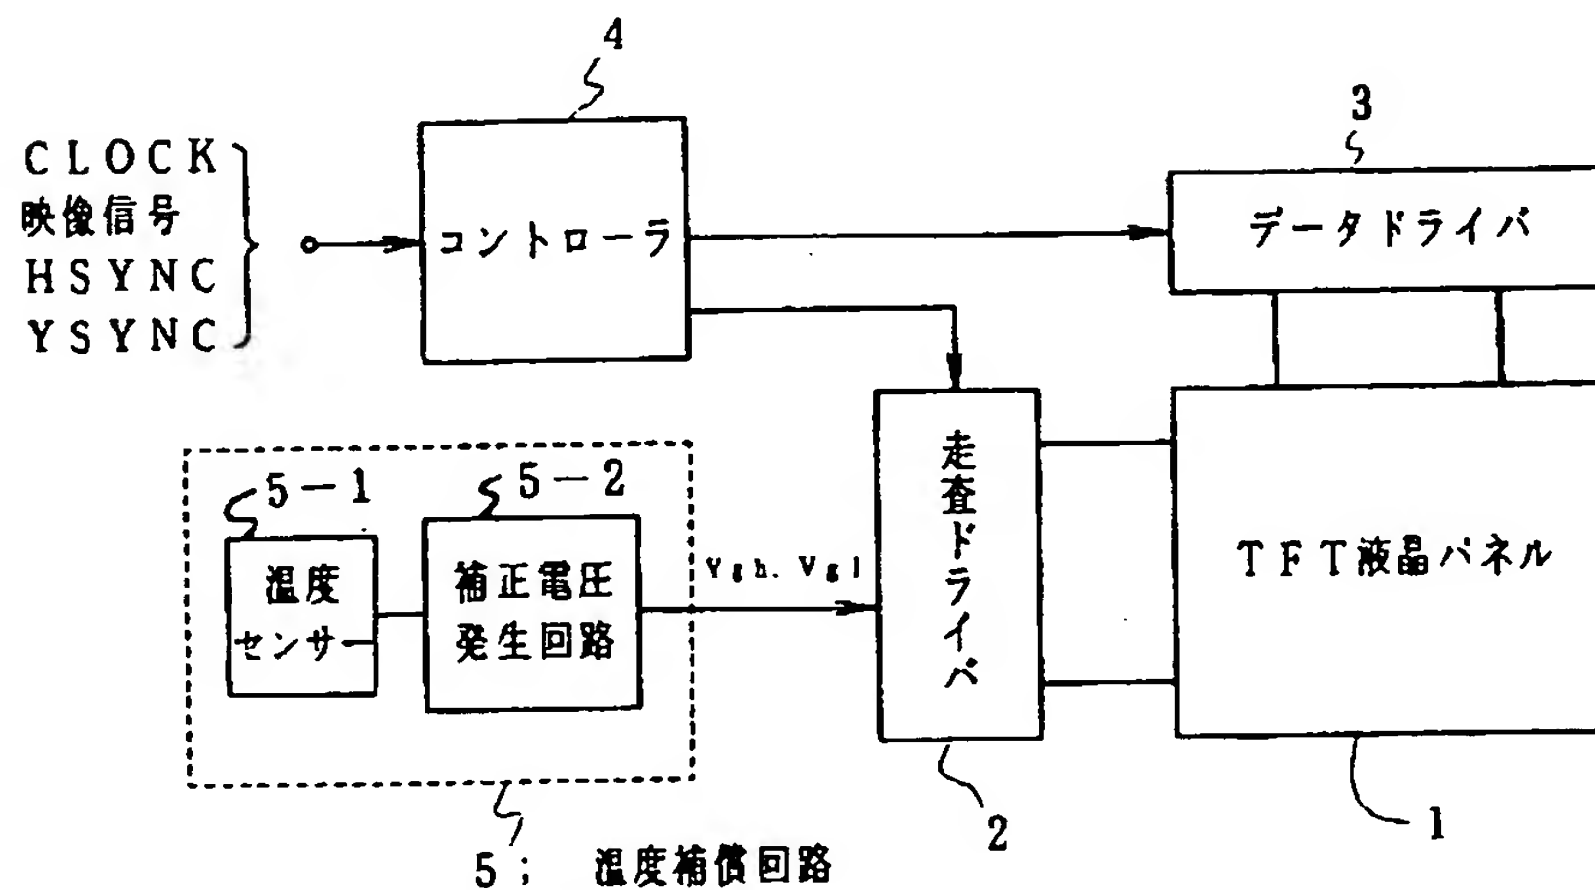 4
3
CLOCK
映像信号
HSYNC
YSYNC
コントローラ
データドライバ
5-1
5-2
温度
センサー
補正電圧
発生回路
Vgh, Vgl
走査ドライバ
TFT液晶パネル
2
1
5; 温度補償回路